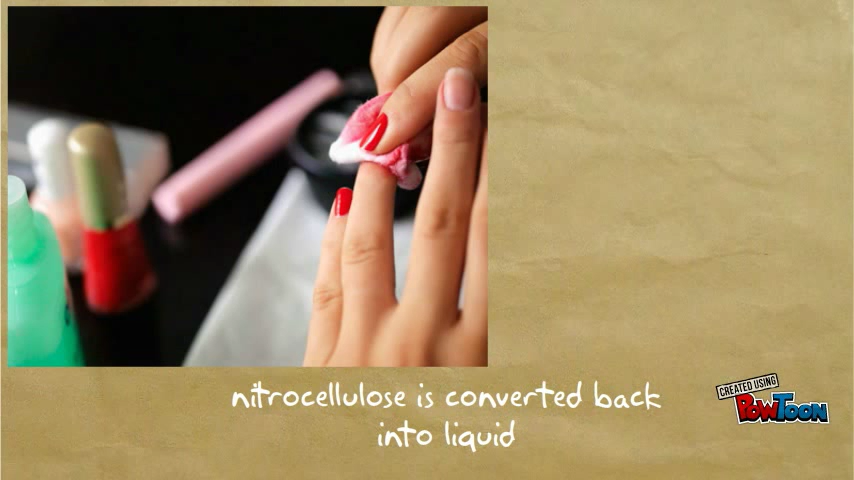 nitrocellulose is converted back
into liquid
CREATED USING
POWTOON